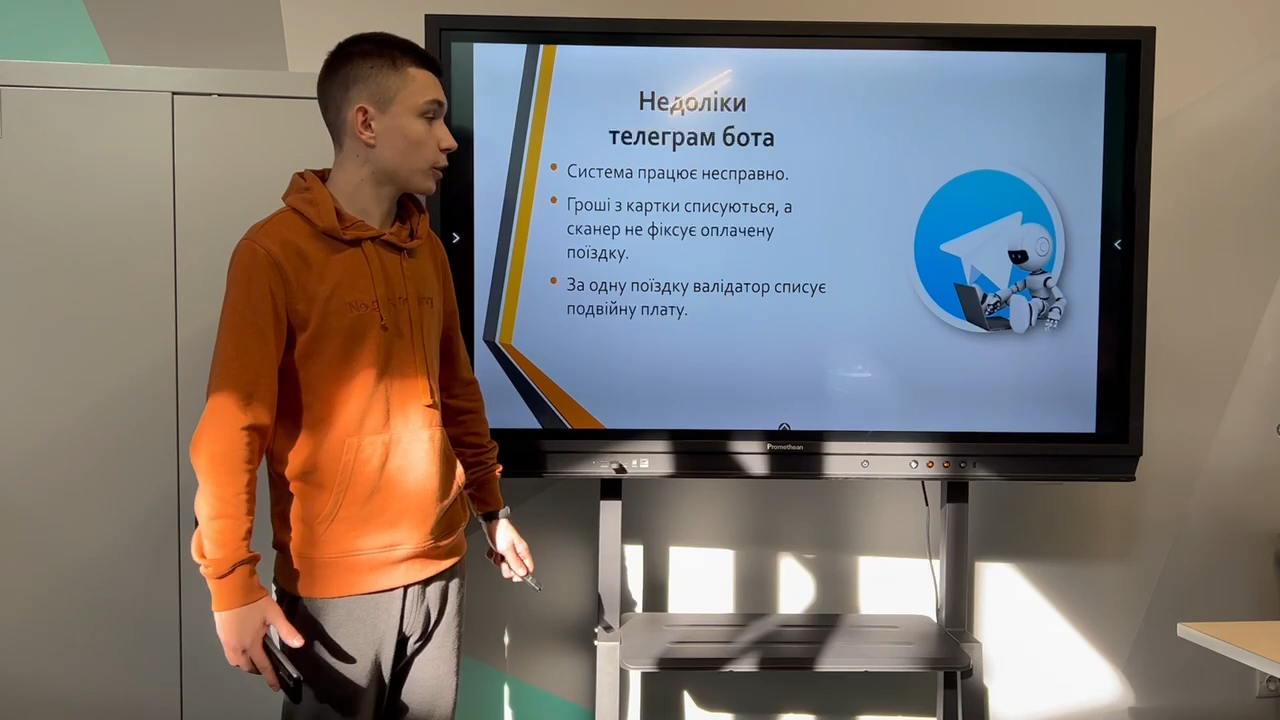 Недоліки
телеграм бота
Система працює несправно.
Гроші з картки списуються, а
сканер не фіксує оплачену
поїздку.
За одну поїздку валідатор списує
подвійну плату.
Promethean